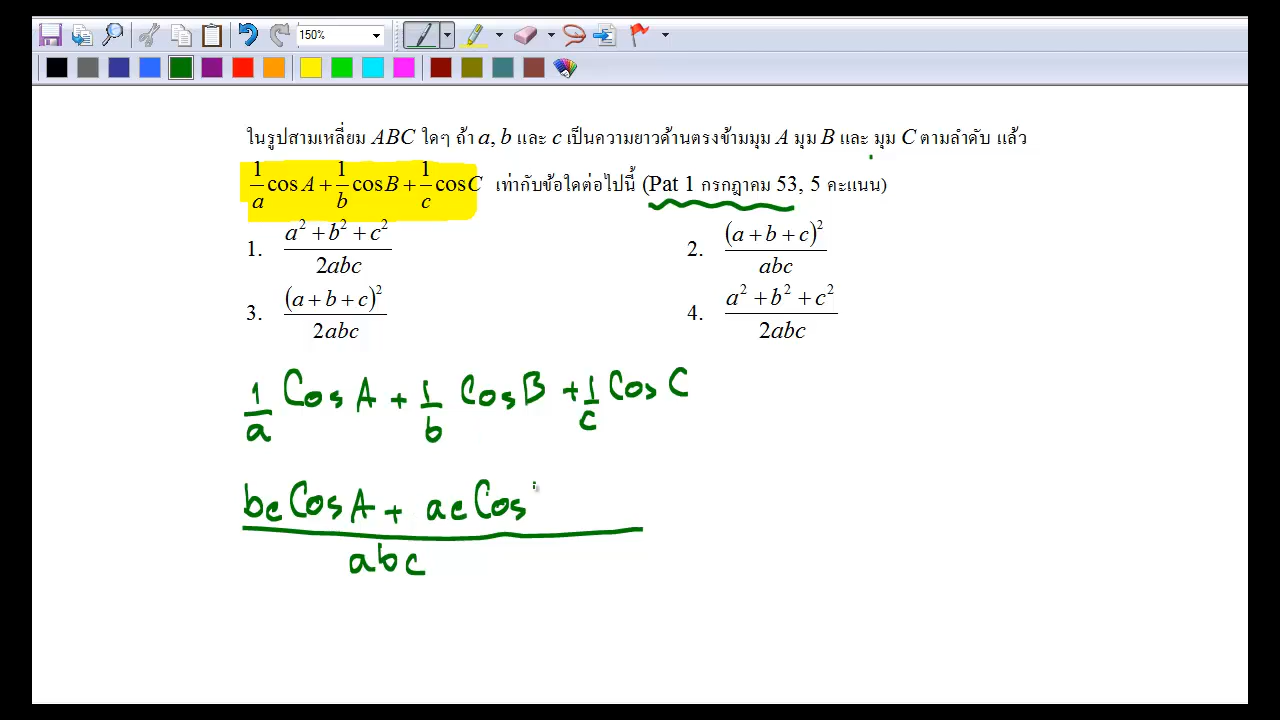 150%
ในรูปสามเหลี่ยม ABC ใดๆ ถ้า a, b และ c เป็นความยาวด้านตรงข้ามมุม A มุม B และ มุม C ตามลำดับ แล้ว
1/a cos A + 1/b cos B + 1/c cos C เท่ากับข้อใดต่อไปนี้ (Pat 1 กรกฎาคม 53, 5 คะแนน)
1. (a² + b² + c²)/2abc 2. (a + b + c)²/abc
3. (a + b + c)²/2abc 4. (a² + b² + c²)/2abc
1/a Cos A + 1/b Cos B + 1/c Cos C
bc Cos A + ac Cos
abc